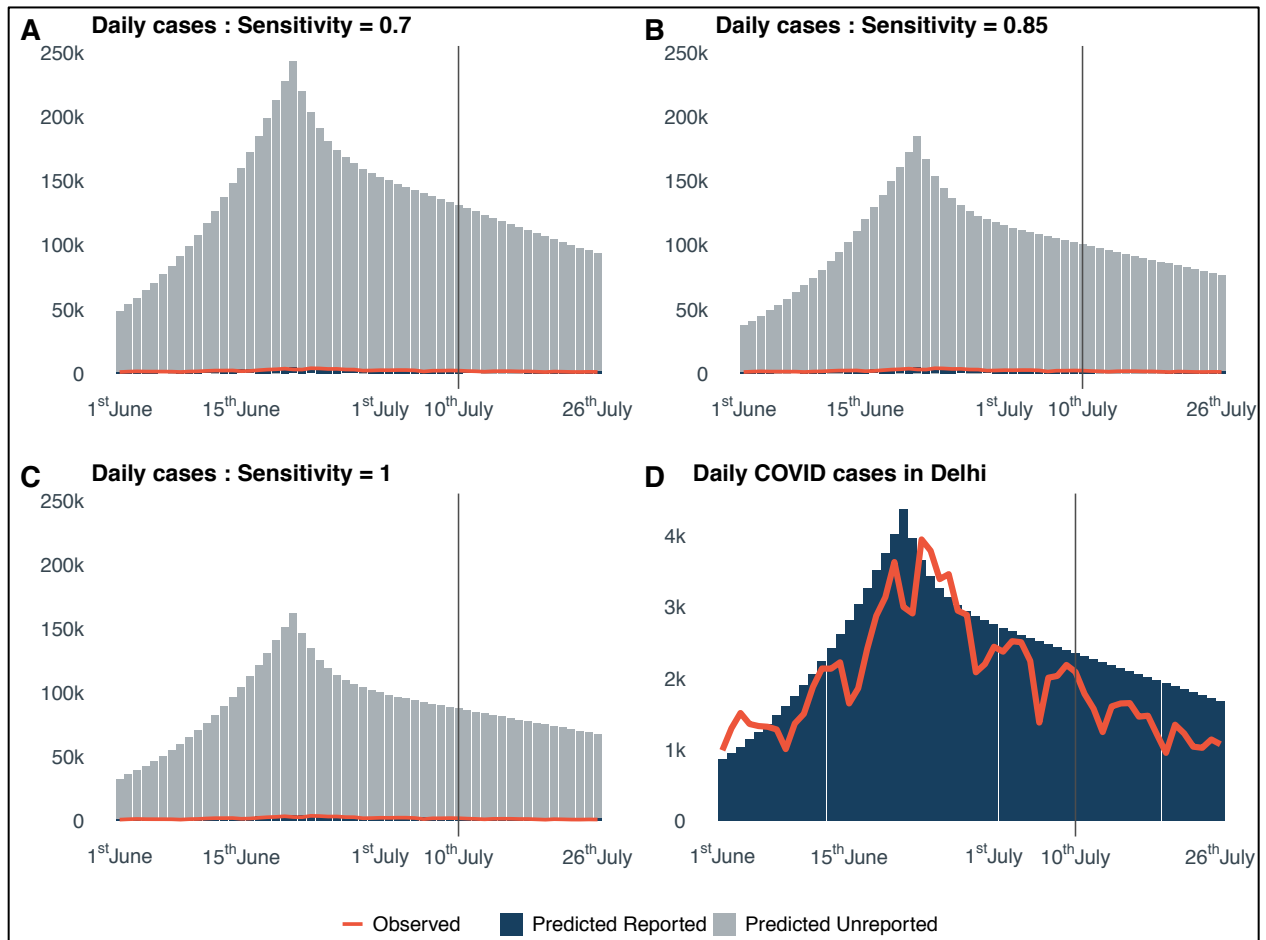 A Daily cases : Sensitivity = 0.7
250k
200k
150k
100k
50k
0
1st June 15th June 1st July 10th July 26th July
B Daily cases : Sensitivity = 0.85
250k
200k
150k
100k
50k
0
1st June 15th June 1st July 10th July 26th July
C Daily cases : Sensitivity = 1
250k
200k
150k
100k
50k
0
1st June 15th June 1st July 10th July 26th July
D Daily COVID cases in Delhi
4k
3k
2k
1k
0
1st June 15th June 1st July 10th July 26th July
Observed Predicted Reported Predicted Unreported